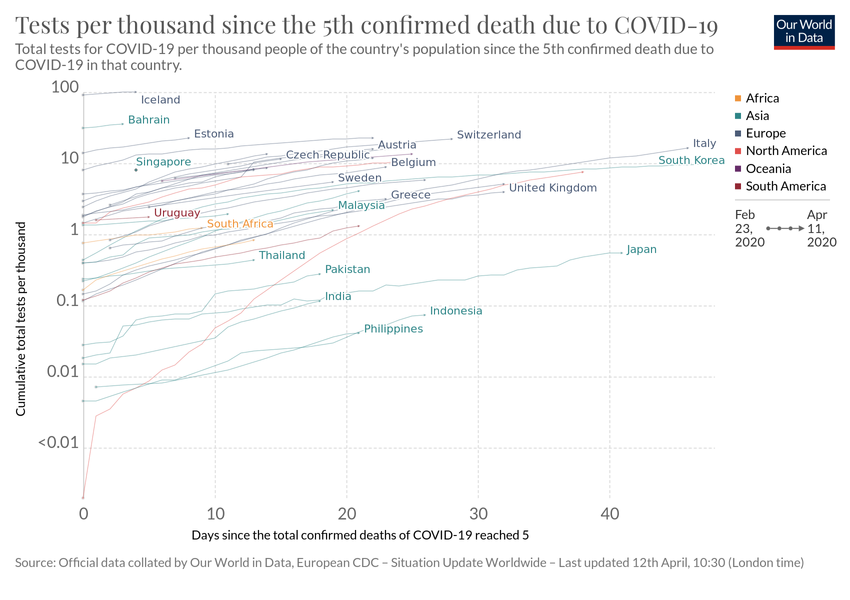 Tests per thousand since the 5th confirmed death due to COVID-19
Our World
in Data
Total tests for COVID-19 per thousand people of the country's population since the 5th confirmed death due to
COVID-19 in that country.
100
Iceland
Bahrain
Estonia
Switzerland
Austria
Italy
Czech Republic
10
Singapore
Belgium
South Korea
Sweden
Greece
United Kingdom
Malaysia
Uruguay
South Africa
1
Japan
Thailand
Pakistan
India
0.1
Indonesia
Philippines
0.01
<0.01
Cumulative total tests per thousand
0
10
20
30
40
Days since the total confirmed deaths of COVID-19 reached 5
Africa
Asia
Europe
North America
Oceania
South America
Feb
23,
2020
Apr
11,
2020
Source: Official data collated by Our World in Data, European CDC – Situation Update Worldwide – Last updated 12th April, 10:30 (London time)